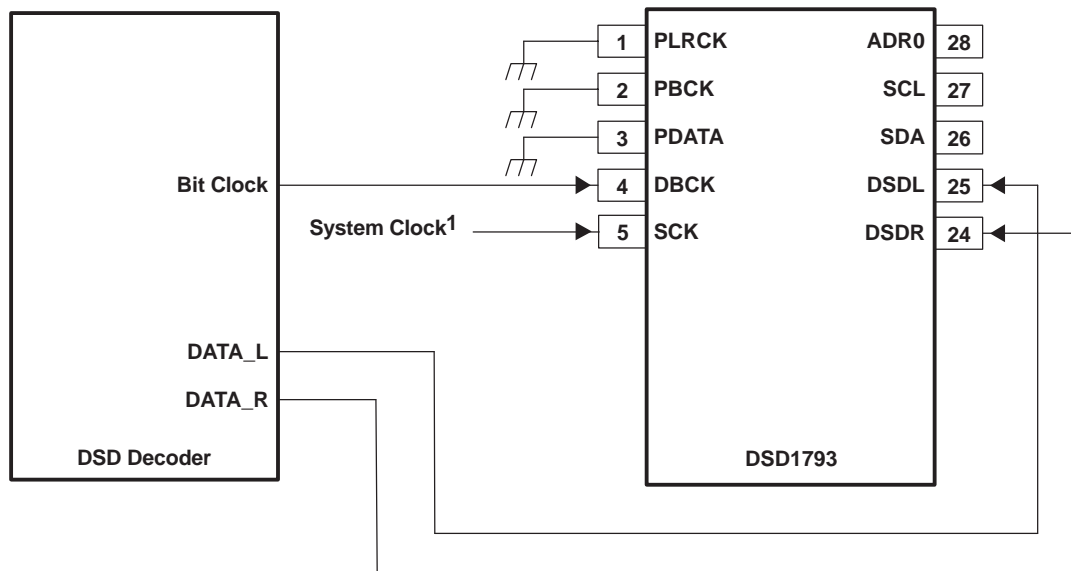 1 PLRCK ADR0 28
2 PBCK SCL 27
3 PDATA SDA 26
Bit Clock 4 DBCK DSDL 25
System Clock1 5 SCK DSDR 24
DATA_L
DATA_R
DSD Decoder DSD1793